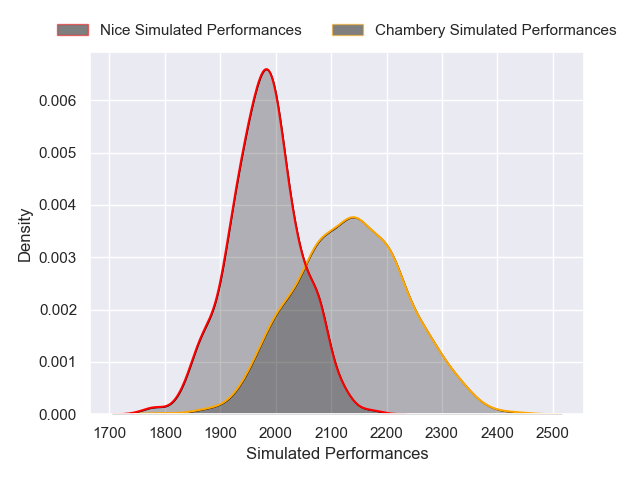 Nice Simulated Performances Chambery Simulated Performances
0.006
0.005
0.004
0.003
0.002
0.001
0.000
Density
1700 1800 1900 2000 2100 2200 2300 2400 2500
Simulated Performances